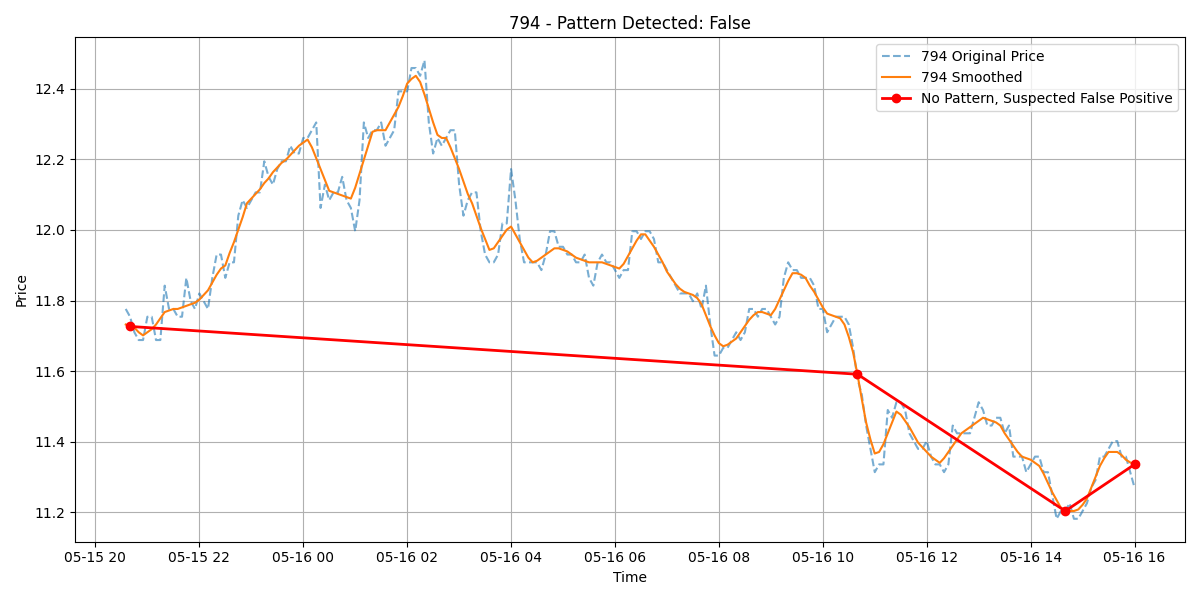 794 - Pattern Detected: False
794 Original Price
794 Smoothed
No Pattern, Suspected False Positive
Price
12.4
12.2
12.0
11.8
11.6
11.4
11.2
05-15 20 05-15 22 05-16 00 05-16 02 05-16 04 05-16 06 05-16 08 05-16 10 05-16 12 05-16 14 05-16 16
Time